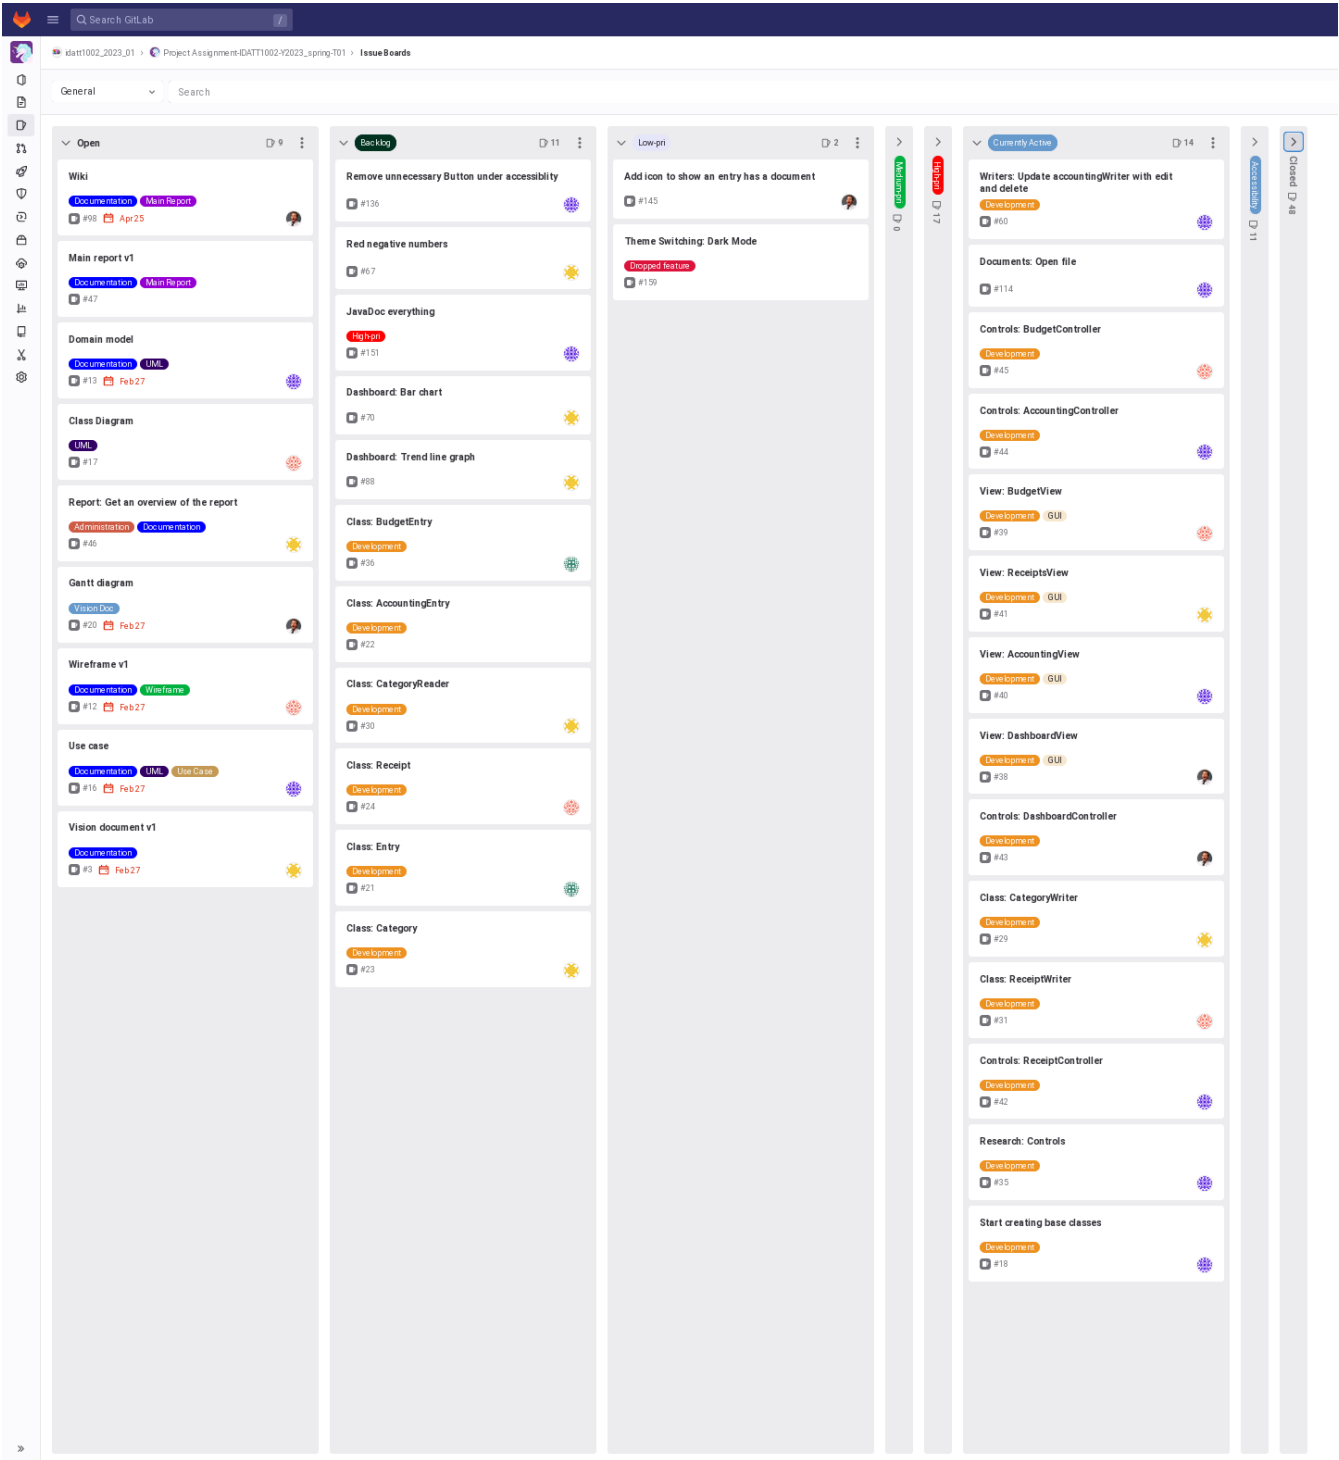 Search GitLab /
idatt1002_2023_01 › Project Assignment-IDATT1002-Y2023_spring-T01 › Issue Boards
General
Search
Open 9
Wiki
Documentation Main Report
#98 Apr 25
Main report v1
Documentation Main Report
#47
Domain model
Documentation UML
#13 Feb 27
Class Diagram
UML
#17
Report: Get an overview of the report
Administration Documentation
#46
Gantt diagram
Vision Doc
#20 Feb 27
Wireframe v1
Documentation Wireframe
#12 Feb 27
Use case
Documentation UML Use Case
#16 Feb 27
Vision document v1
Documentation
#3 Feb 27
Backlog 11
Remove unnecessary Button under accessiblity
#136
Red negative numbers
#67
JavaDoc everything
High-pri
#151
Dashboard: Bar chart
#70
Dashboard: Trend line graph
#88
Class: BudgetEntry
Development
#36
Class: AccountingEntry
Development
#22
Class: CategoryReader
Development
#30
Class: Receipt
Development
#24
Class: Entry
Development
#21
Class: Category
Development
#23
Low-pri 2
Add icon to show an entry has a document
#145
Theme Switching: Dark Mode
Dropped feature
#159
Medium-pri 0
High-pri 17
Currently Active 14
Writers: Update accountingWriter with edit
and delete
Development
#60
Documents: Open file
#114
Controls: BudgetController
Development
#45
Controls: AccountingController
Development
#44
View: BudgetView
Development GUI
#39
View: ReceiptsView
Development GUI
#41
View: AccountingView
Development GUI
#40
View: DashboardView
Development GUI
#38
Controls: DashboardController
Development
#43
Class: CategoryWriter
Development
#29
Class: ReceiptWriter
Development
#31
Controls: ReceiptController
Development
#42
Research: Controls
Development
#35
Start creating base classes
Development
#18
Accessibility 11
Closed 48